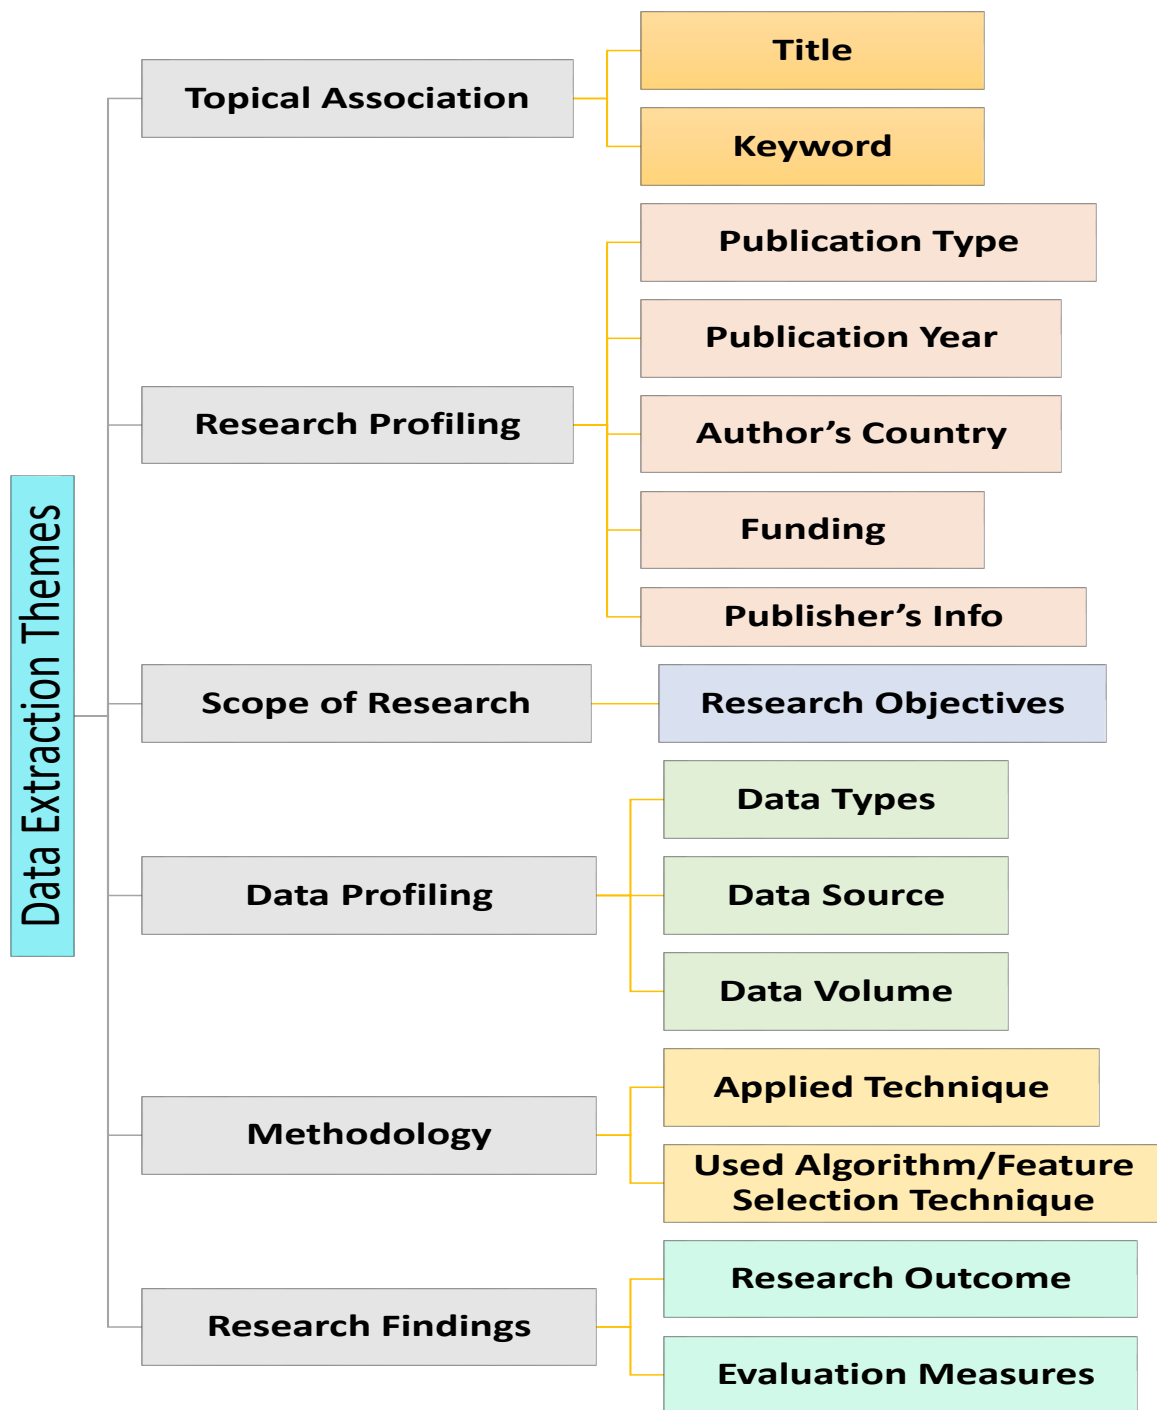 Data Extraction Themes
Topical Association
Title
Keyword
Research Profiling
Publication Type
Publication Year
Author’s Country
Funding
Publisher’s Info
Scope of Research
Research Objectives
Data Profiling
Data Types
Data Source
Data Volume
Methodology
Applied Technique
Used Algorithm/Feature
Selection Technique
Research Findings
Research Outcome
Evaluation Measures